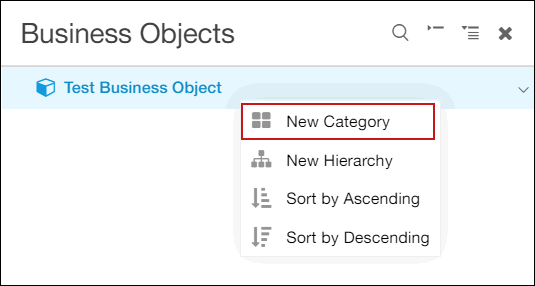 Business Objects
Test Business Object
New Category
New Hierarchy
Sort by Ascending
Sort by Descending